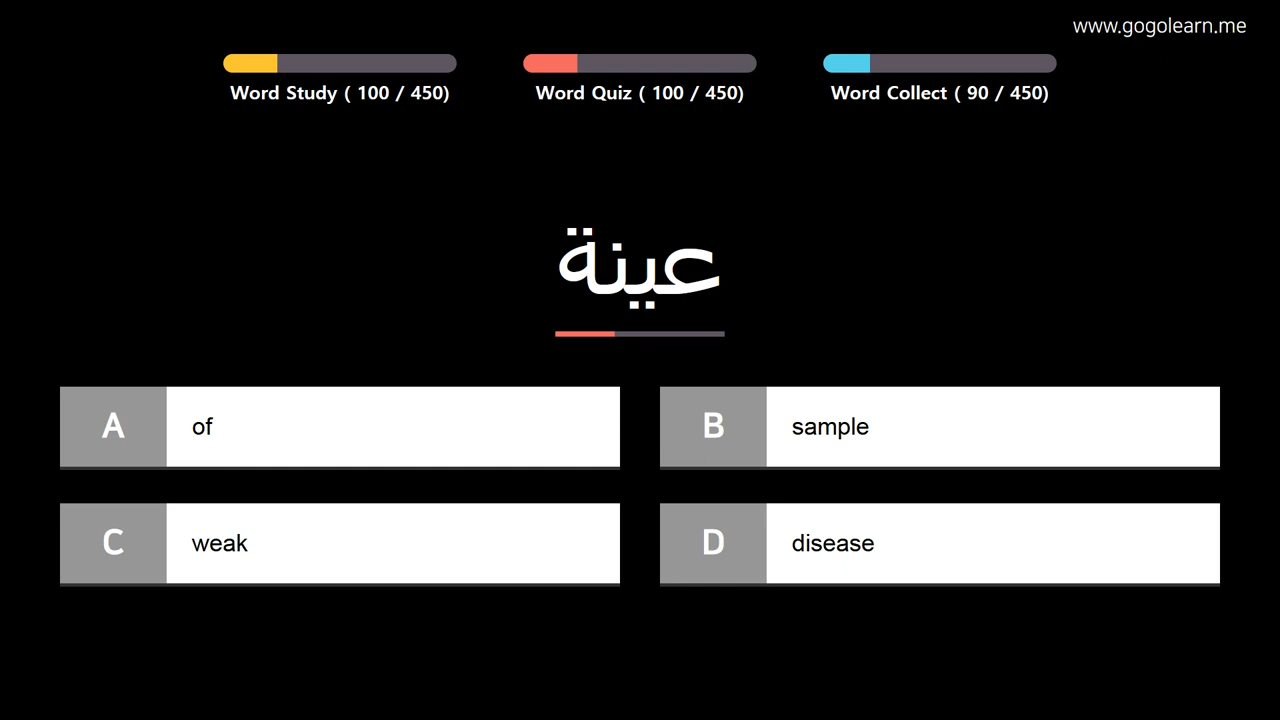 www.gogolearn.me
Word Study ( 100 / 450)
Word Quiz ( 100 / 450)
Word Collect ( 90 / 450)
عينة
A of
B sample
C weak
D disease